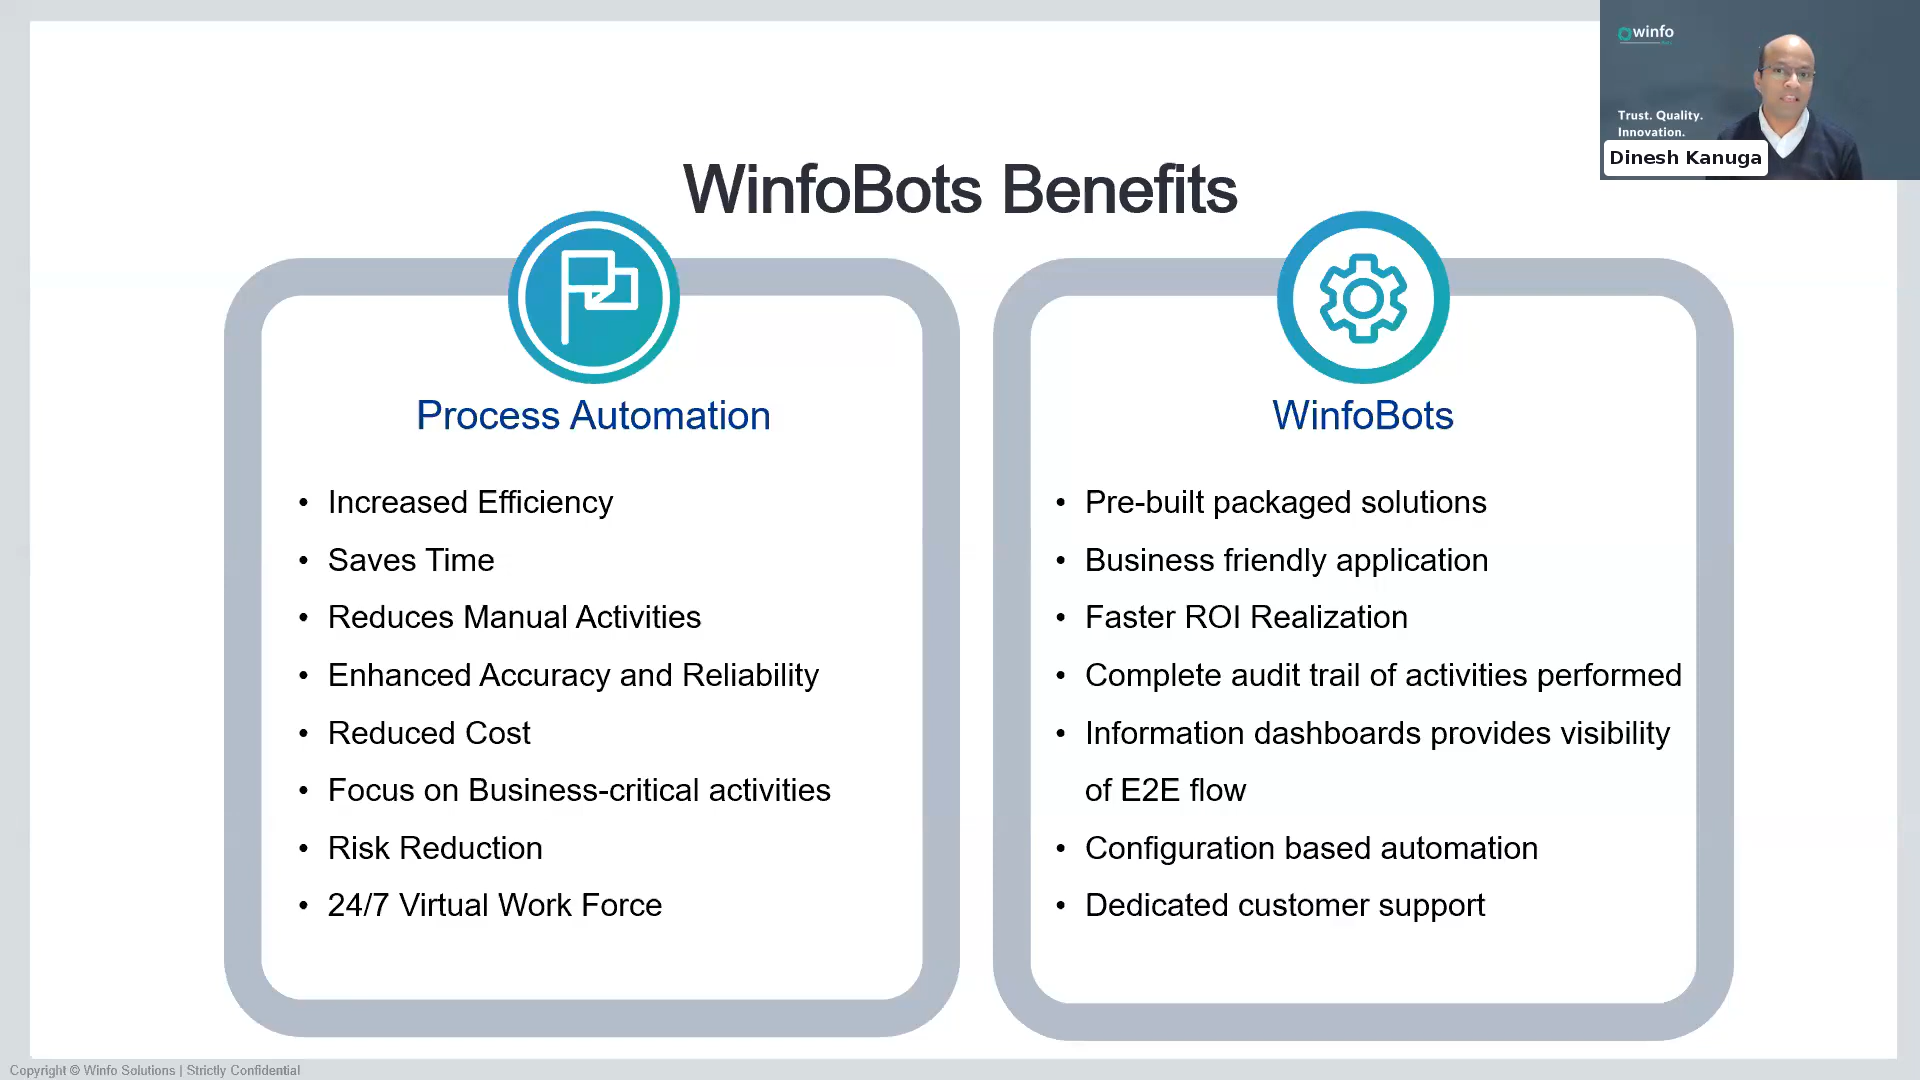 winfo
Trust. Quality.
Innovation.
Dinesh Kanuga
WinfoBots Benefits
Process Automation
• Increased Efficiency
• Saves Time
• Reduces Manual Activities
• Enhanced Accuracy and Reliability
• Reduced Cost
• Focus on Business-critical activities
• Risk Reduction
• 24/7 Virtual Work Force
WinfoBots
• Pre-built packaged solutions
• Business friendly application
• Faster ROI Realization
• Complete audit trail of activities performed
• Information dashboards provides visibility
of E2E flow
• Configuration based automation
• Dedicated customer support
Copyright © Winfo Solutions | Strictly Confidential